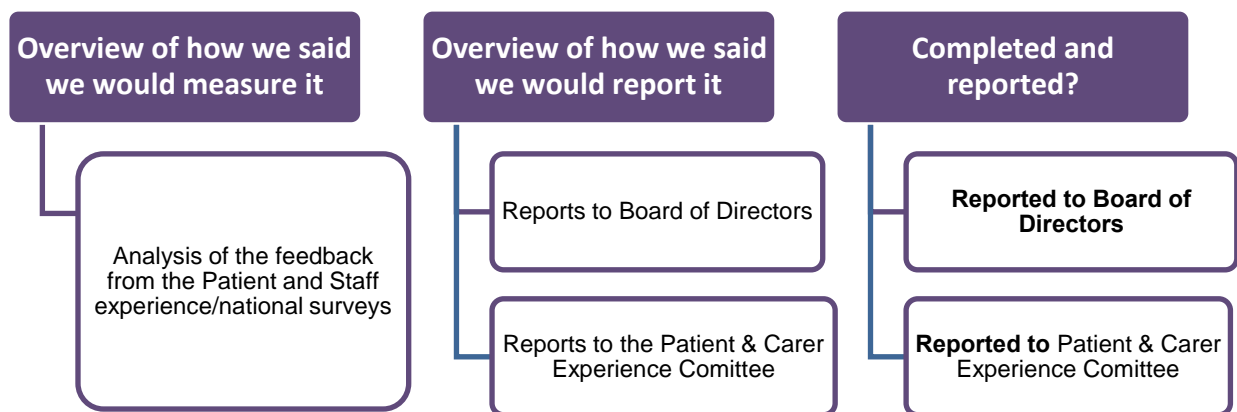 Overview of how we said
we would measure it
Analysis of the feedback
from the Patient and Staff
experience/national surveys
Overview of how we said
we would report it
Reports to Board of Directors
Reports to the Patient & Carer
Experience Comittee
Completed and
reported?
Reported to Board of
Directors
Reported to Patient & Carer
Experience Comittee